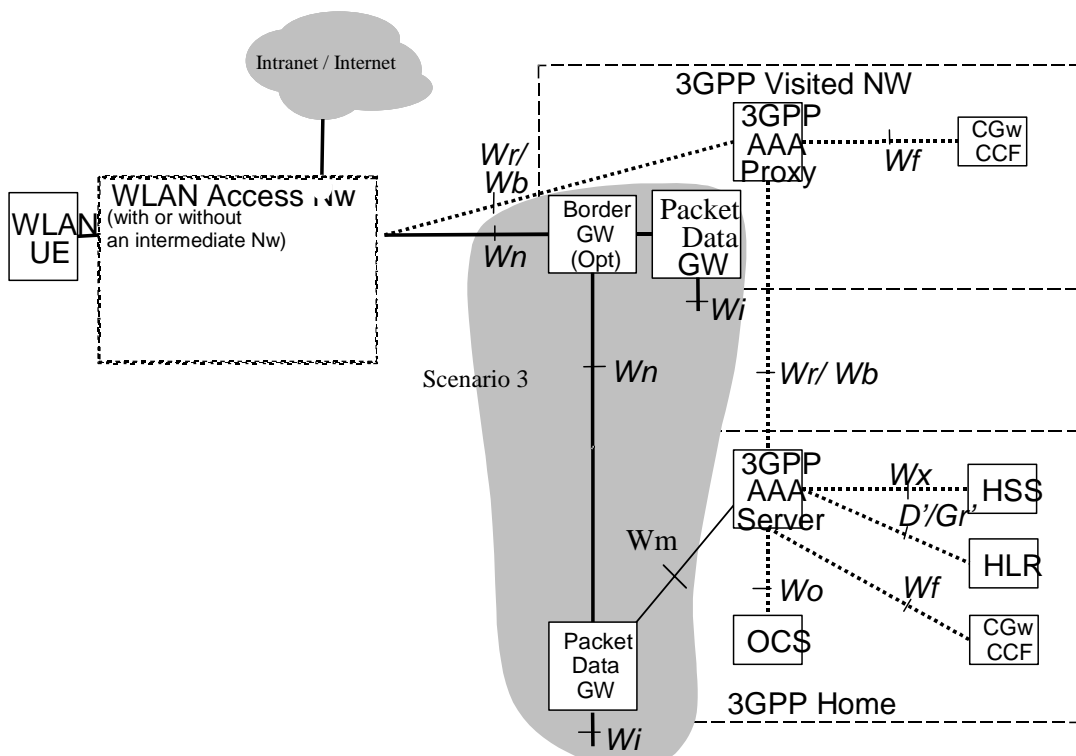 Intranet / Internet
3GPP Visited NW
3GPP
AAA
Proxy
Wf
CGw
CCF
Wr/
Wb
WLAN
UE
WLAN Access Nw
(with or without
an intermediate Nw)
Wn
Border
GW
(Opt)
Packet
Data
GW
Wi
Scenario 3
Wn
Wr/ Wb
3GPP
AAA
Server
Wx
HSS
D'/Gr'
HLR
Wm
Wo
Wf
OCS
CGw
CCF
Packet
Data
GW
Wi
3GPP Home